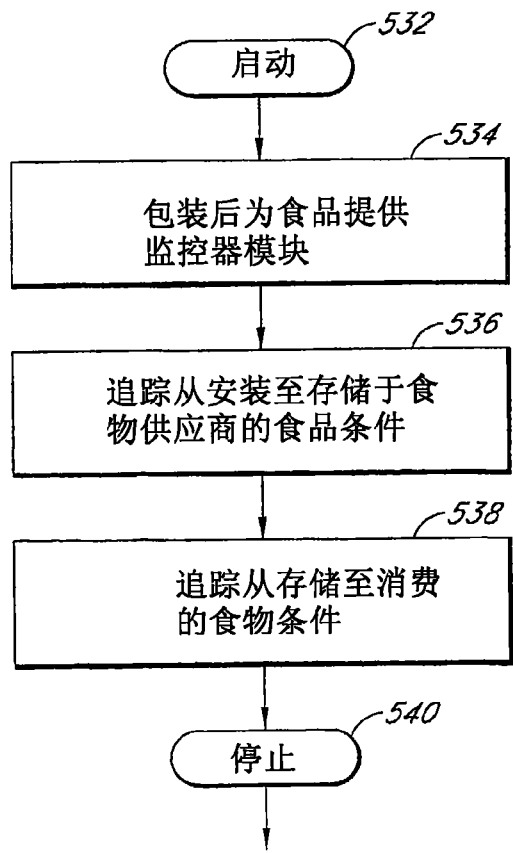 532
启动
534
包装后为食品提供
监控器模块
536
追踪从安装至存储于食
物供应商的食品条件
538
追踪从存储至消费
的食物条件
540
停止